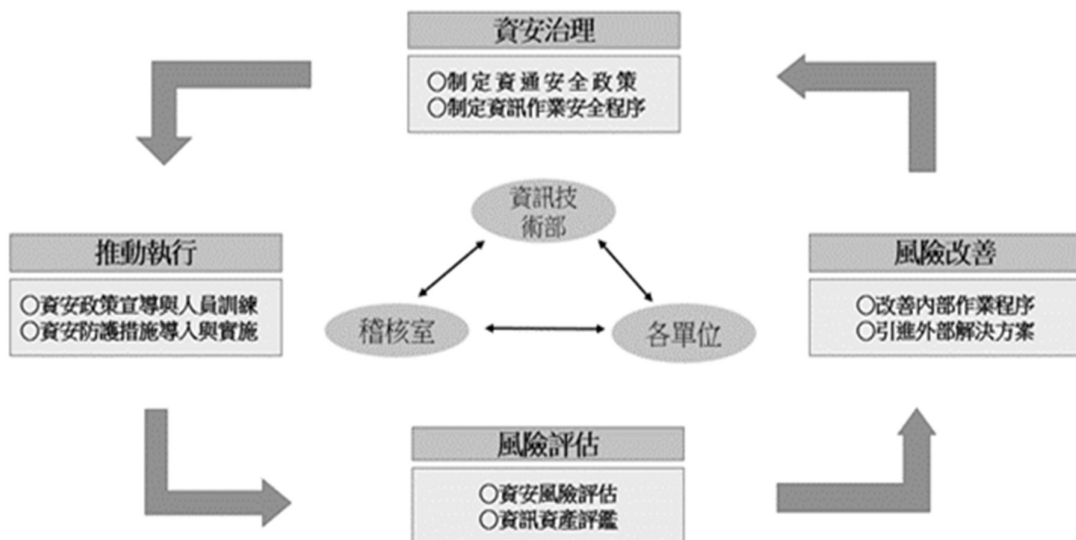 資安治理
○制定資通安全政策
○制定資訊作業安全程序
資訊技
術部
推動執行
○資安政策宣導與人員訓練
○資安防護措施導入與實施
風險改善
○改善內部作業程序
○引進外部解決方案
稽核室
各單位
風險評估
○資安風險評估
○資訊資產評鑑